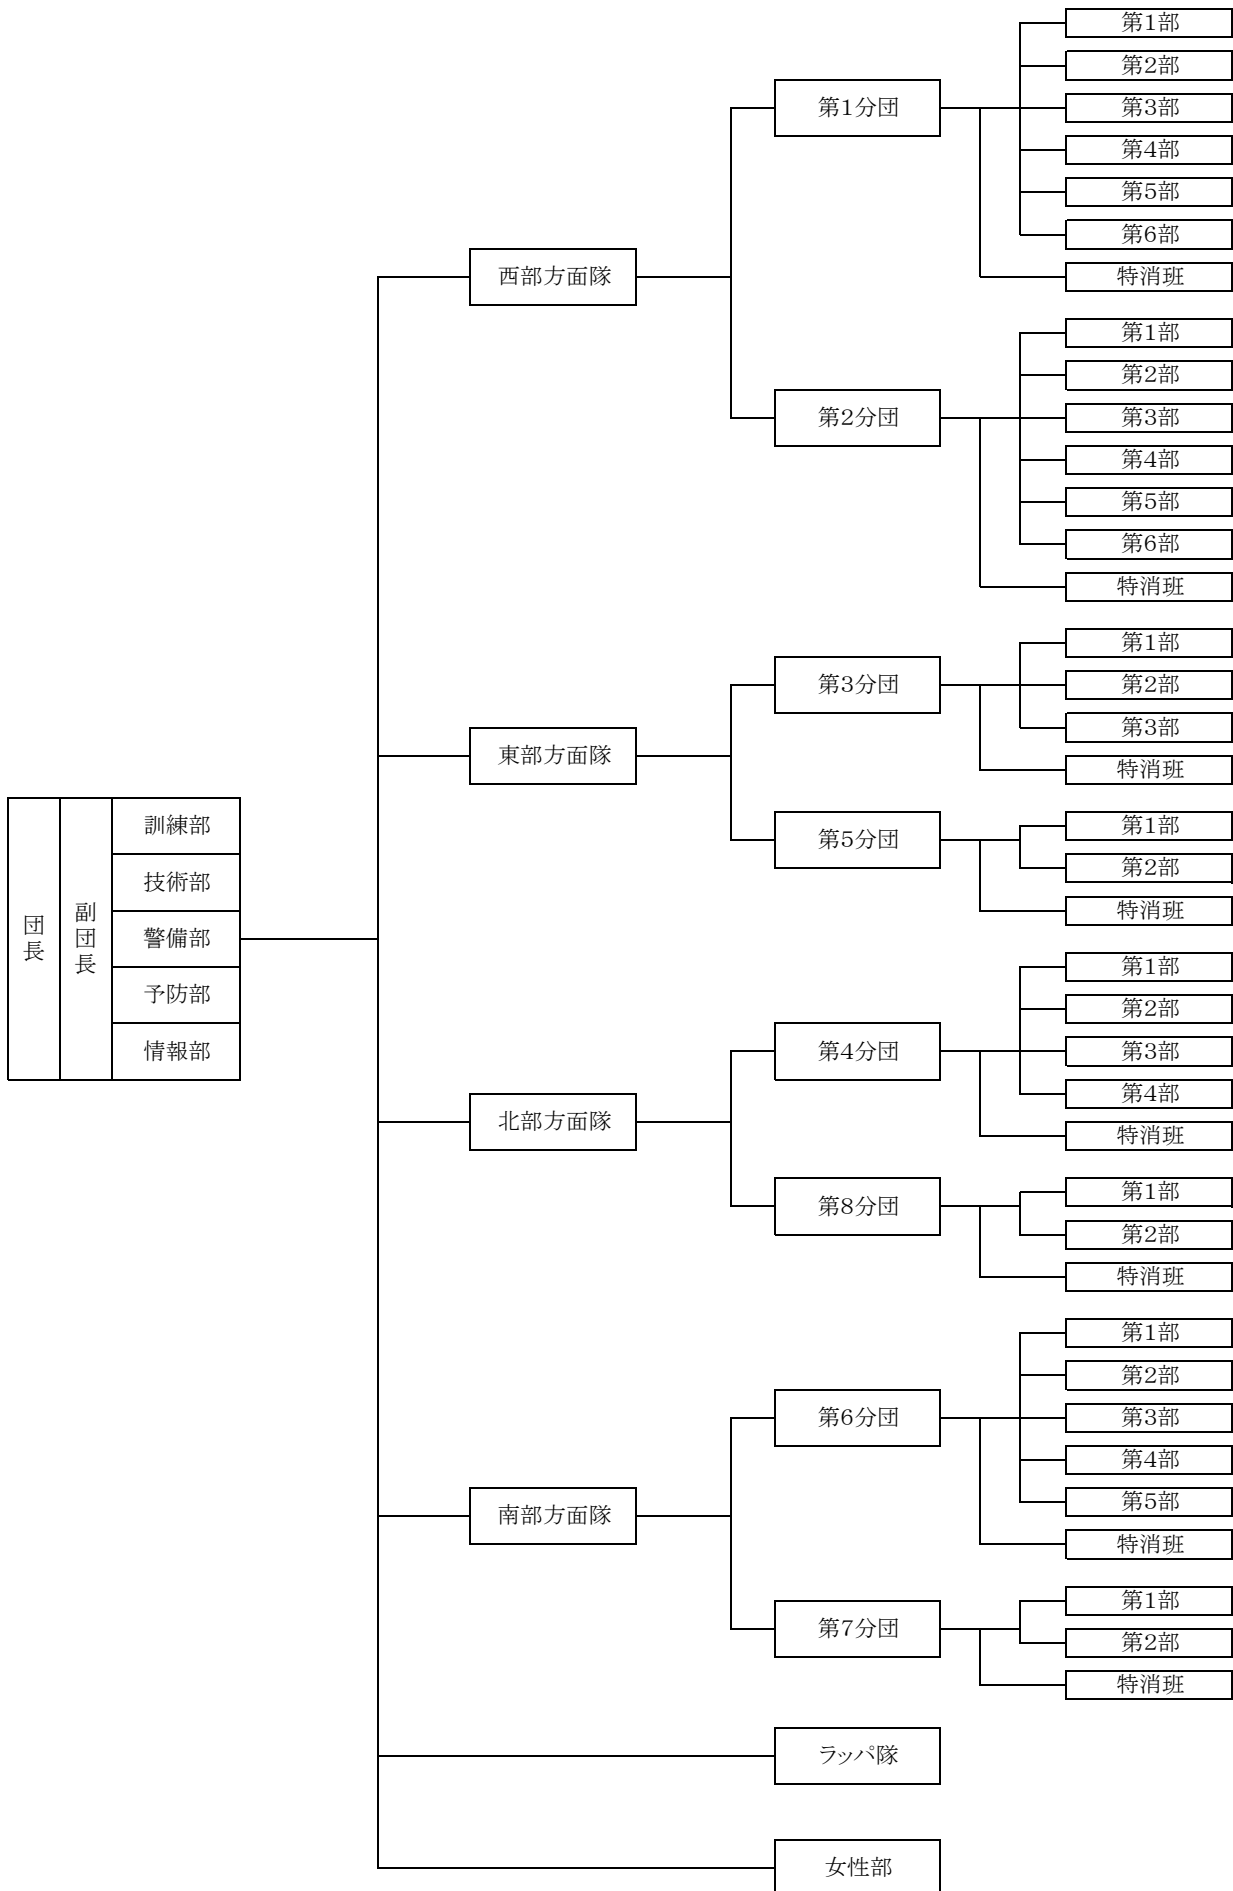 団長
副団長
訓練部
技術部
警備部
予防部
情報部
西部方面隊
第1分団
第1部
第2部
第3部
第4部
第5部
第6部
特消班
第2分団
第1部
第2部
第3部
第4部
第5部
第6部
特消班
東部方面隊
第3分団
第1部
第2部
第3部
特消班
第5分団
第1部
第2部
特消班
北部方面隊
第4分団
第1部
第2部
第3部
第4部
特消班
第8分団
第1部
第2部
特消班
南部方面隊
第6分団
第1部
第2部
第3部
第4部
第5部
特消班
第7分団
第1部
第2部
特消班
ラッパ隊
女性部